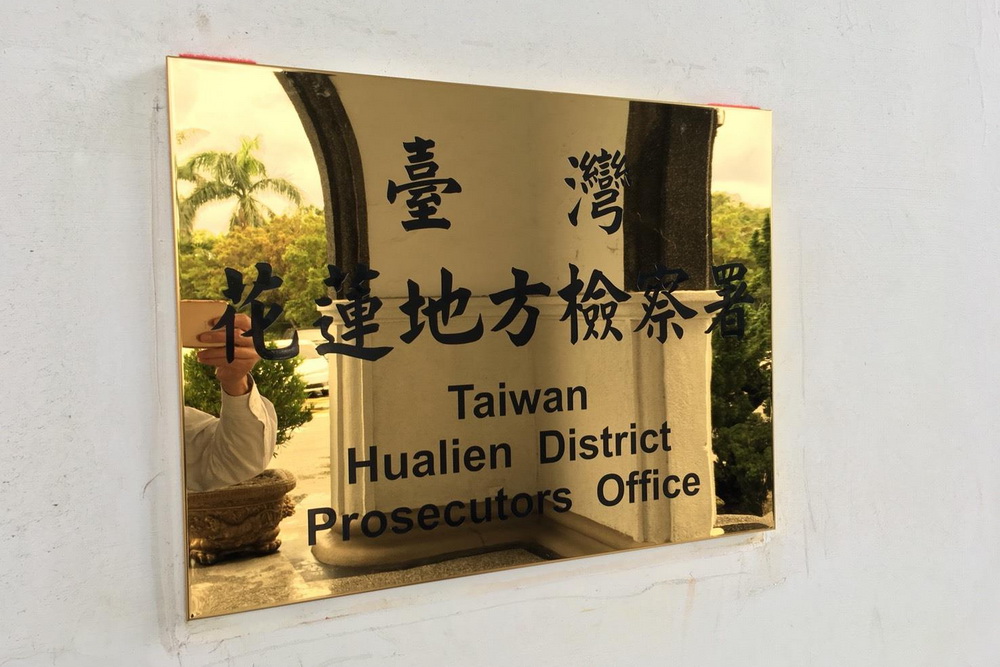 臺灣
花蓮地方檢察署
Taiwan
Hualien District
Prosecutors Office